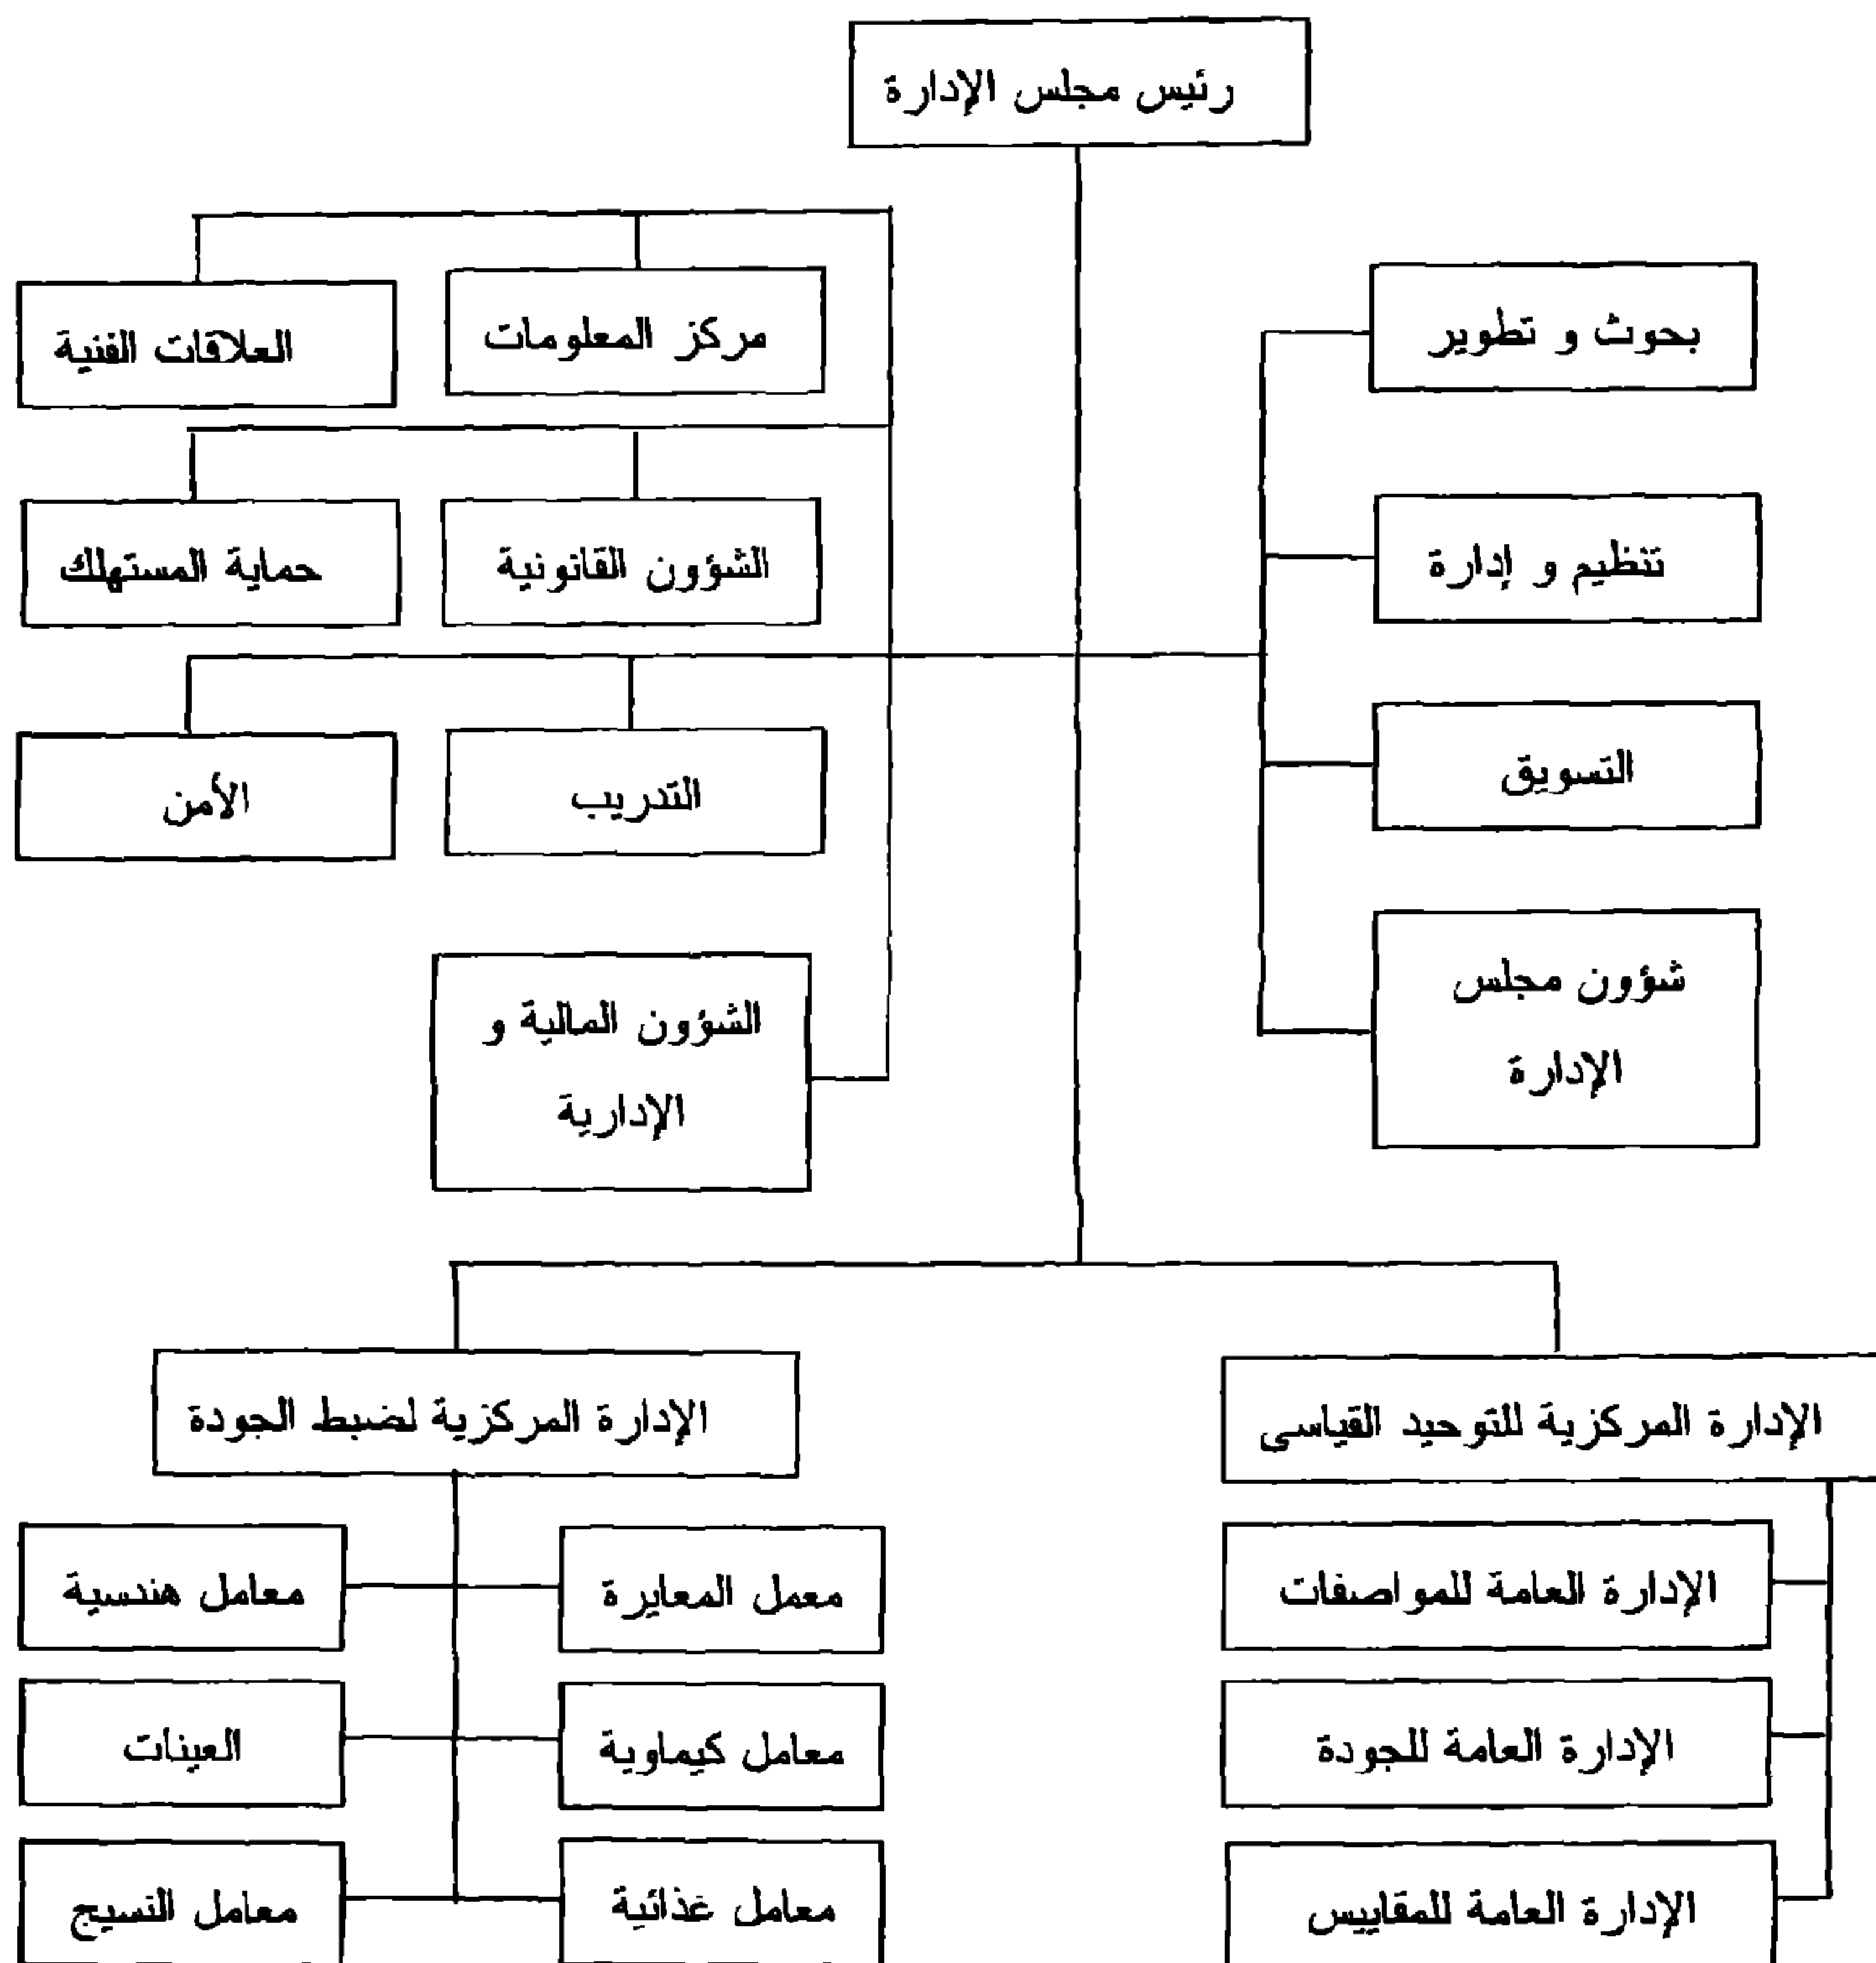 رئيس مجلس الإدارة
بحوث و تطوير
مركز المعلومات
العلاقات الفنية
تنظيم و إدارة
الشؤون القانونية
حماية المستهلك
التسويق
التدريب
الأمن
شؤون مجلس
الإدارة
الشؤون المالية و
الإدارية
الإدارة المركزية للتوحيد القياسى
الإدارة المركزية لضبط الجودة
الإدارة العامة للمواصفات
معمل المعايرة
معامل هندسية
الإدارة العامة للجودة
معامل كيماوية
العينات
الإدارة العامة للمقاييس
معامل غذائية
معامل النسيج